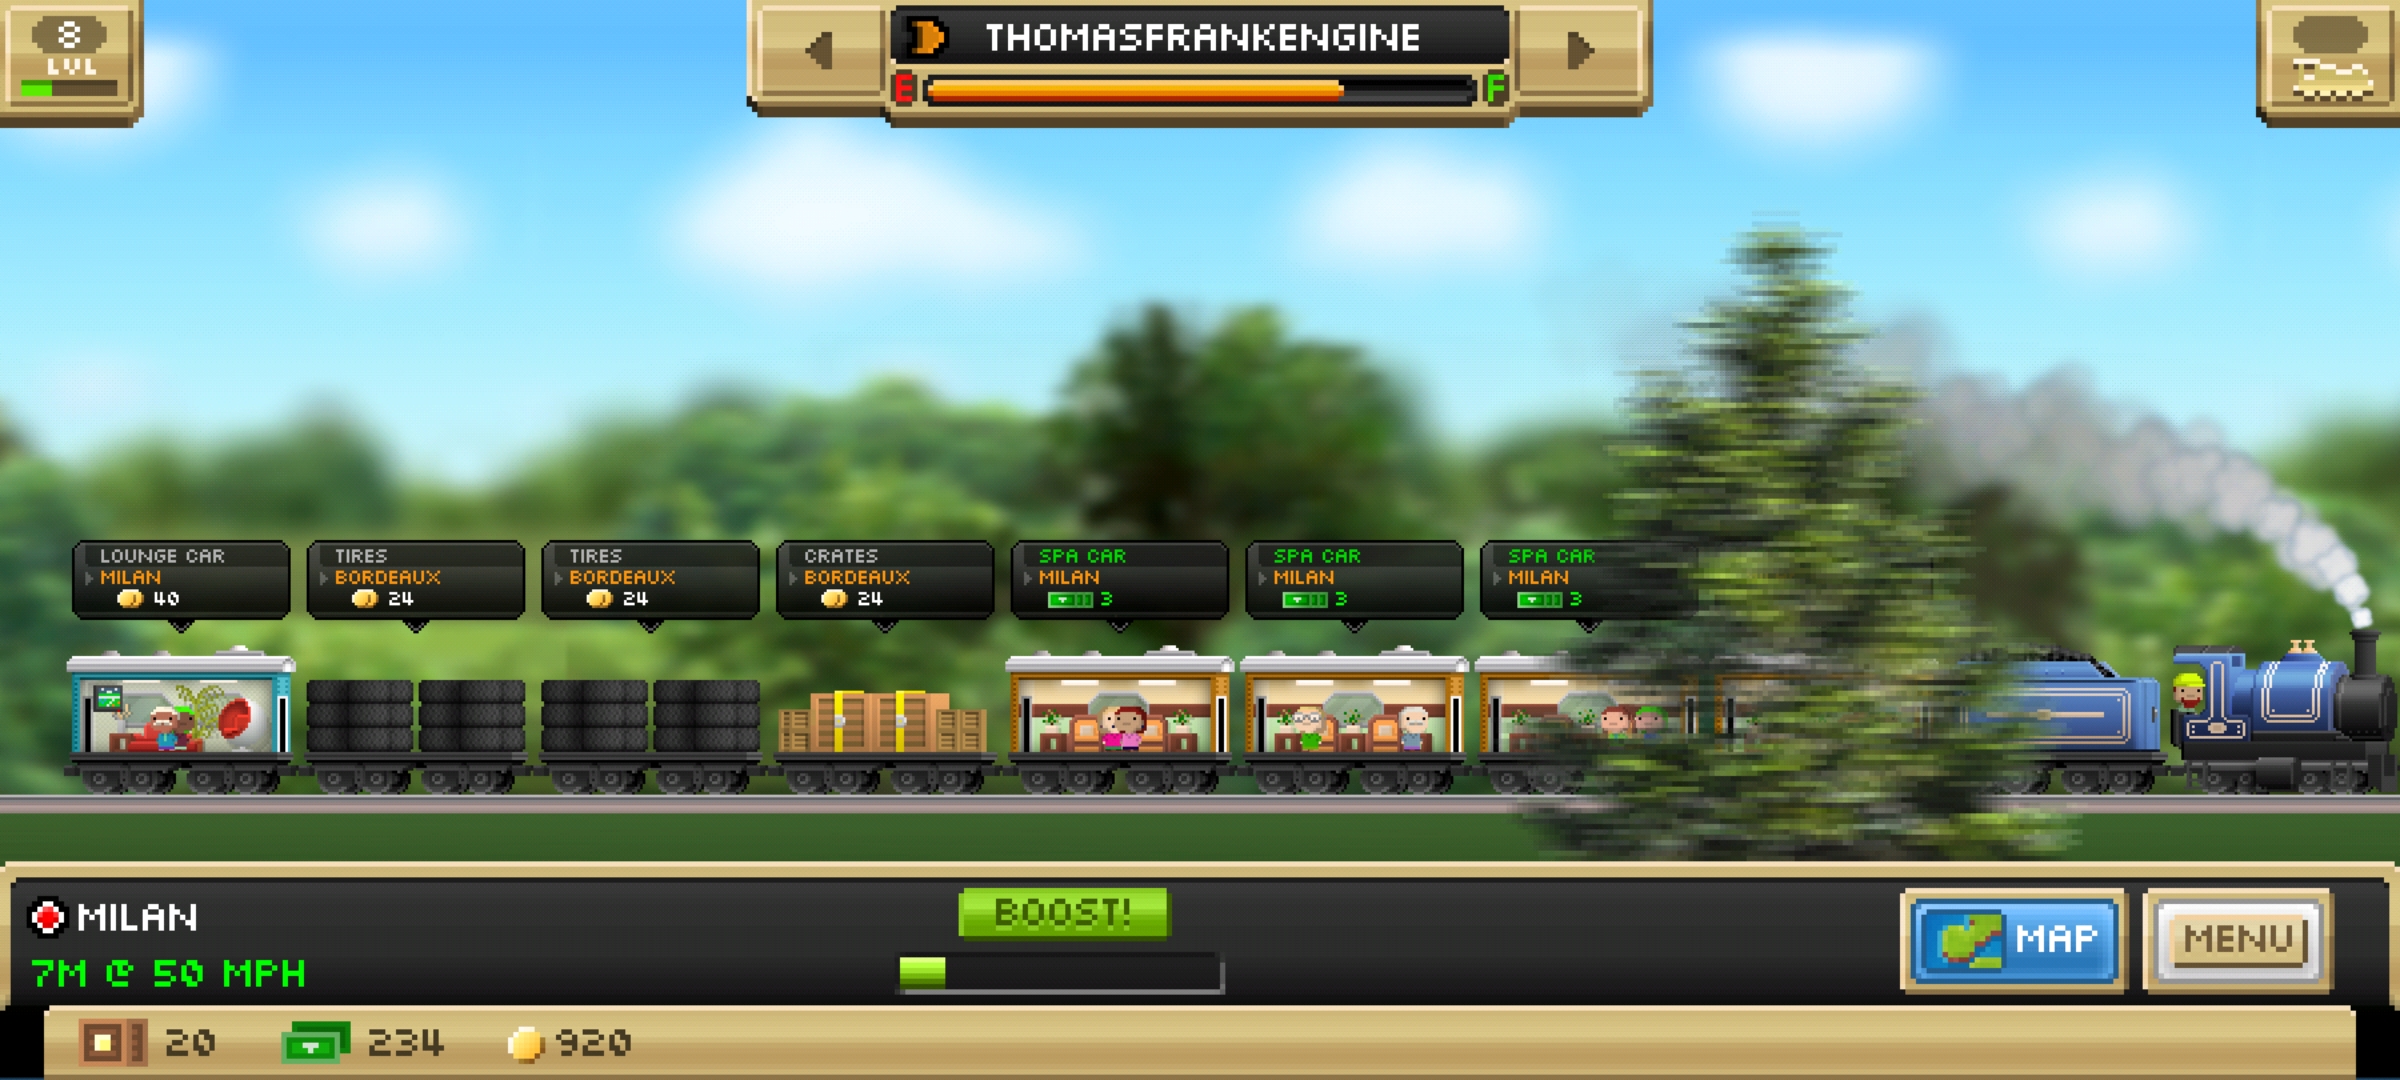 8
LVL
THOMASFRANKENGINE
E F
LOUNGE CAR
MILAN
40
TIRES
BORDEAUX
24
TIRES
BORDEAUX
24
CRATES
BORDEAUX
24
SPA CAR
MILAN
3
SPA CAR
MILAN
3
SPA CAR
MILAN
3
MILAN
7M @ 50 MPH
BOOST!
MAP
MENU
20
234
920